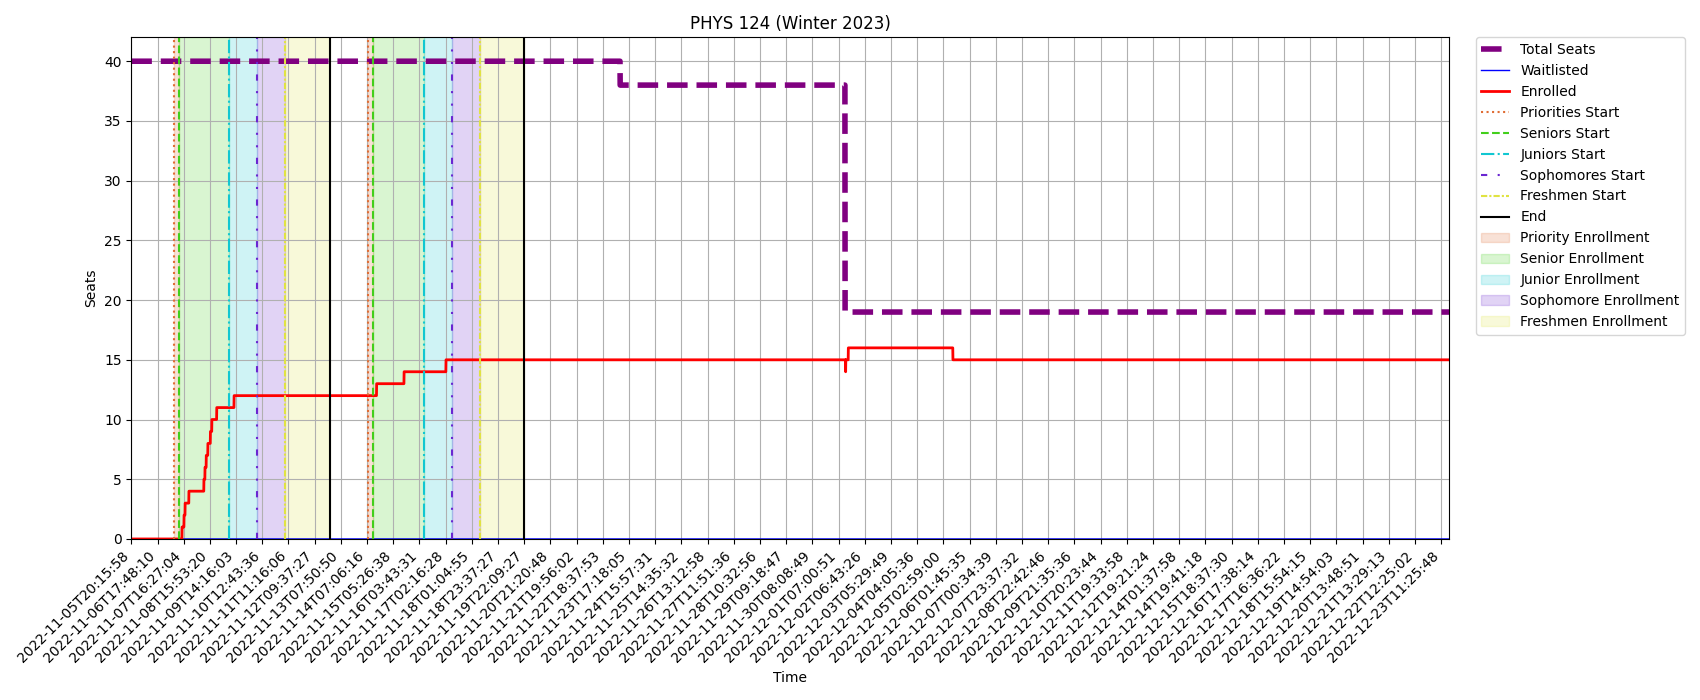 PHYS 124 (Winter 2023)
Seats
40
35
30
25
20
15
10
5
0
2022-11-05T20:15:58
2022-11-06T17:48:10
2022-11-07T16:27:04
2022-11-08T15:53:20
2022-11-09T14:16:03
2022-11-10T12:43:36
2022-11-11T11:16:06
2022-11-12T09:37:27
2022-11-13T07:50:50
2022-11-14T07:06:16
2022-11-15T05:26:38
2022-11-16T03:43:31
2022-11-17T02:16:28
2022-11-18T01:04:55
2022-11-18T23:37:27
2022-11-19T22:09:27
2022-11-20T21:20:48
2022-11-21T19:56:02
2022-11-22T18:37:53
2022-11-23T17:18:05
2022-11-24T15:57:31
2022-11-25T14:35:32
2022-11-26T13:12:58
2022-11-27T11:51:36
2022-11-28T10:32:56
2022-11-29T09:18:47
2022-11-30T08:08:49
2022-12-01T07:00:51
2022-12-02T06:43:26
2022-12-03T05:29:49
2022-12-04T04:05:36
2022-12-05T02:59:00
2022-12-06T01:45:35
2022-12-07T00:34:39
2022-12-07T23:37:32
2022-12-08T22:42:46
2022-12-09T21:35:36
2022-12-10T20:23:44
2022-12-11T19:33:58
2022-12-12T19:21:24
2022-12-14T01:37:58
2022-12-14T19:41:18
2022-12-15T18:37:30
2022-12-16T17:38:14
2022-12-17T16:36:22
2022-12-18T15:54:15
2022-12-19T14:54:03
2022-12-20T13:48:51
2022-12-21T13:29:13
2022-12-22T12:25:02
2022-12-23T11:25:48
Time
Total Seats
Waitlisted
Enrolled
Priorities Start
Seniors Start
Juniors Start
Sophomores Start
Freshmen Start
End
Priority Enrollment
Senior Enrollment
Junior Enrollment
Sophomore Enrollment
Freshmen Enrollment